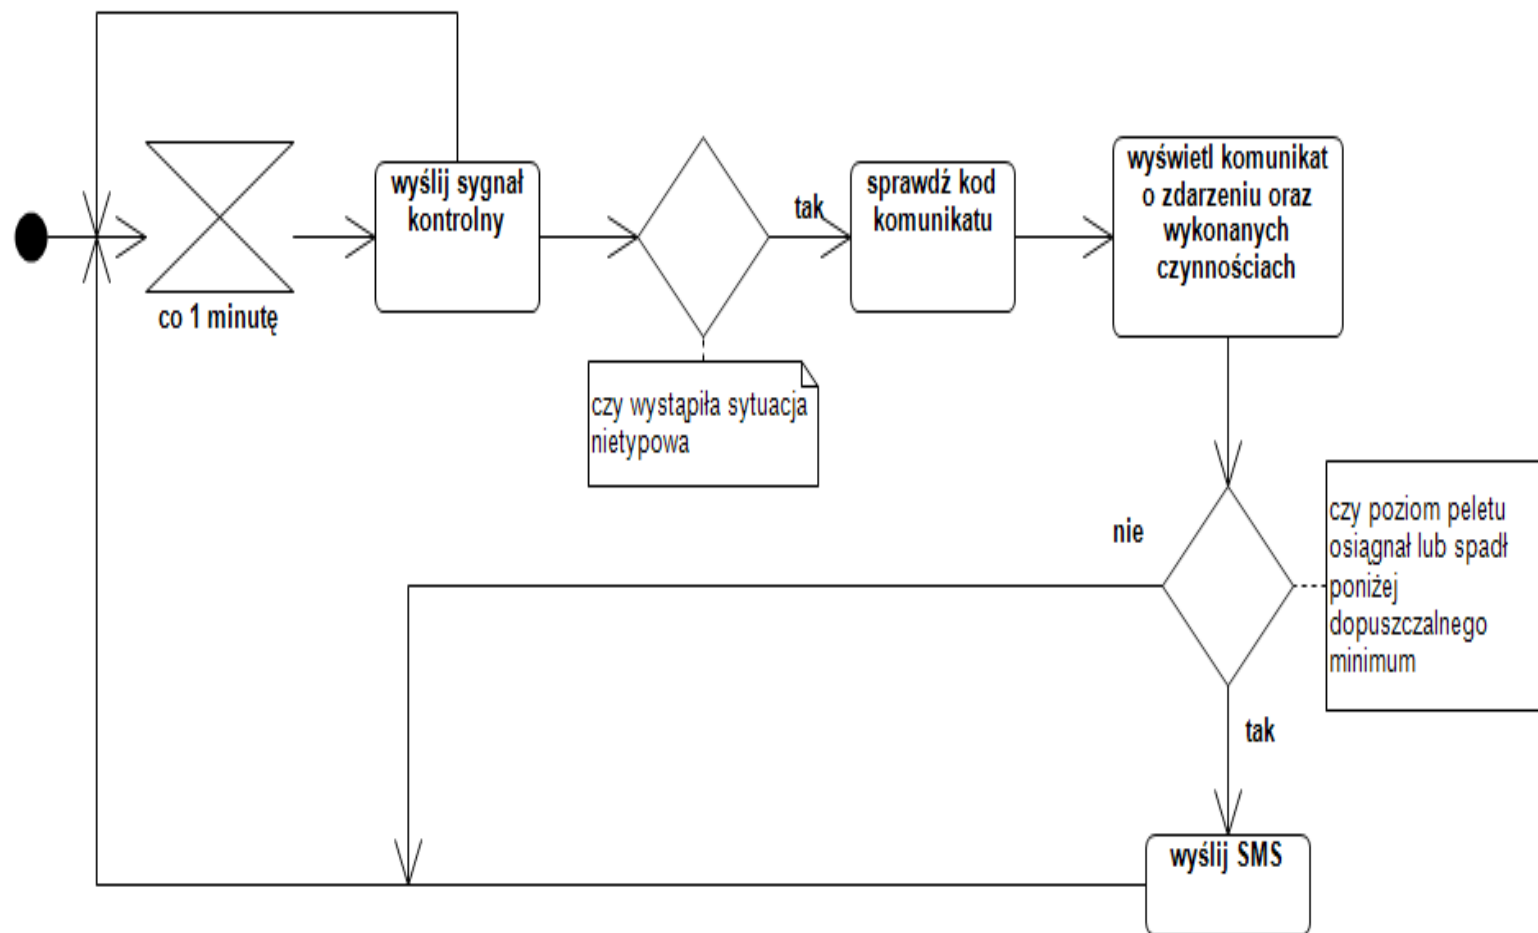 co 1 minutę
wyślij sygnał
kontrolny
czy wystąpiła sytuacja
nietypowa
tak
sprawdź kod
komunikatu
wyświetl komunikat
o zdarzeniu oraz
wykonanych
czynnościach
nie
czy poziom peletu
osiągnął lub spadł
poniżej
dopuszczalnego
minimum
tak
wyślij SMS